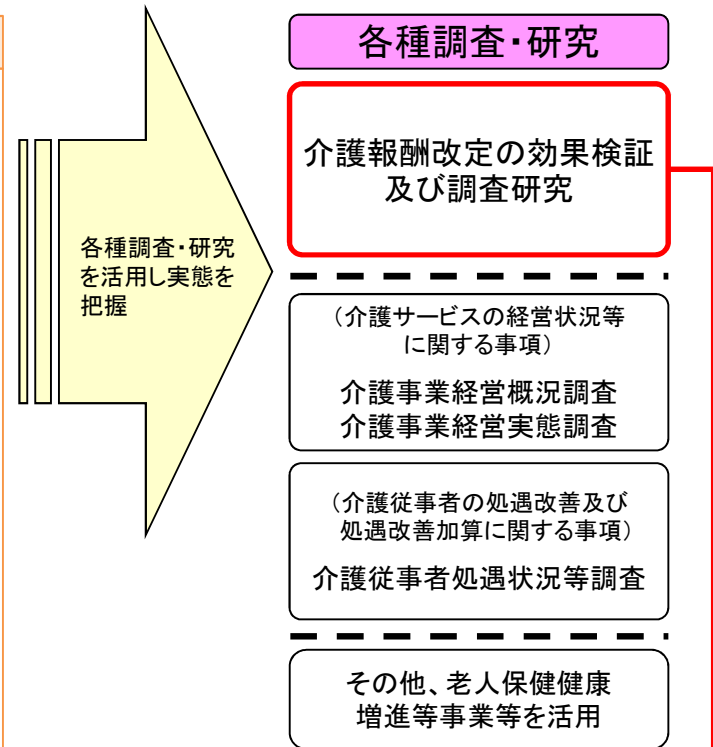 各種調査・研究
を活用し実態を
把握
各種調査・研究
介護報酬改定の効果検証
及び調査研究
（介護サービスの経営状況等
に関する事項）
介護事業経営概況調査
介護事業経営実態調査
（介護従事者の処遇改善及び
処遇改善加算に関する事項）
介護従事者処遇状況等調査
その他、老人保健健康
増進等事業等を活用